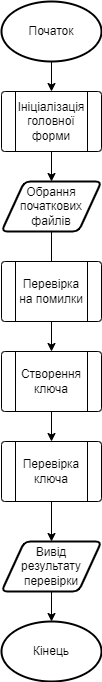 Початок
Ініціалізація
головної
форми
Обрання
початкових
файлів
Перевірка
на помилки
Створення
ключа
Перевірка
ключа
Вивід
результату
перевірки
Кінець